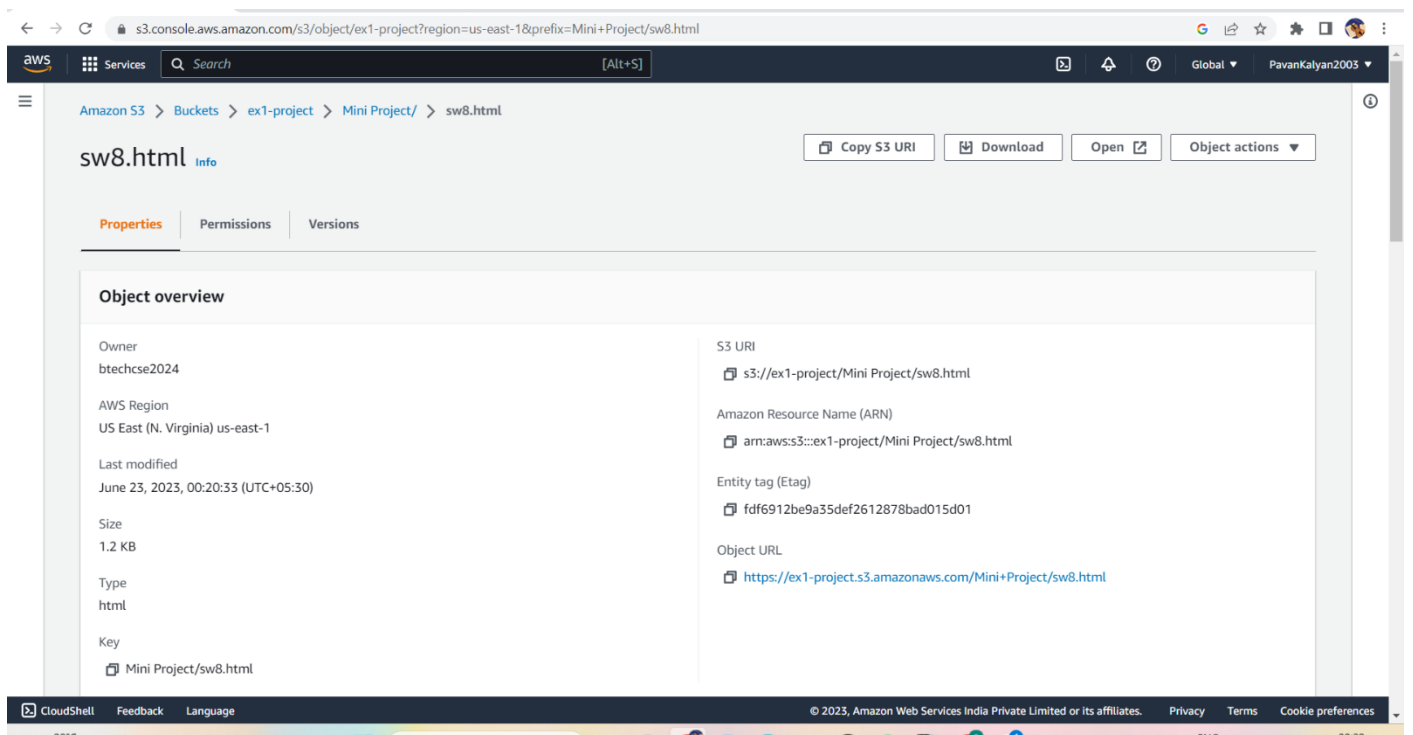 s3.console.aws.amazon.com/s3/object/ex1-project?region=us-east-1&prefix=Mini+Project/sw8.html
aws Services Search [Alt+S] Global ▼ PavanKalyan2003 ▼
Amazon S3 > Buckets > ex1-project > Mini Project/ > sw8.html
sw8.html Info Copy S3 URI Download Open Object actions ▼
Properties Permissions Versions
Object overview
Owner
btechcse2024
AWS Region
US East (N. Virginia) us-east-1
Last modified
June 23, 2023, 00:20:33 (UTC+05:30)
Size
1.2 KB
Type
html
Key
Mini Project/sw8.html
S3 URI
s3://ex1-project/Mini Project/sw8.html
Amazon Resource Name (ARN)
arn:aws:s3:::ex1-project/Mini Project/sw8.html
Entity tag (Etag)
fdf6912be9a35def2612878bad015d01
Object URL
https://ex1-project.s3.amazonaws.com/Mini+Project/sw8.html
CloudShell Feedback Language © 2023, Amazon Web Services India Private Limited or its affiliates. Privacy Terms Cookie preferences